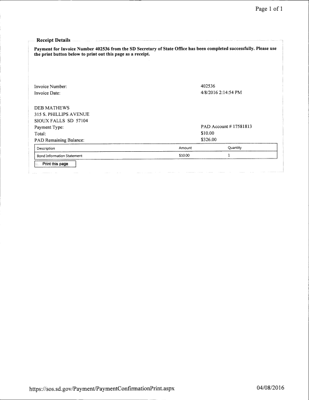 Page 1 of 1
Receipt Details
Payment for Invoice Number 402536 from the SD Secretary of State Office has been completed successfully. Please use
the print button below to print out this page as a receipt.
Invoice Number: 402536
Invoice Date: 4/8/2016 2:14:54 PM
DEB MATHEWS
315 S. PHILLIPS AVENUE
SIOUX FALLS SD 57104
Payment Type: PAD Account # 17581813
Total: $10.00
PAD Remaining Balance: $326.00
Description Amount Quantity
Bond Information Statement $10.00 1
Print this page
https://sos.sd.gov/Payment/PaymentConfirmationPrint.aspx 04/08/2016